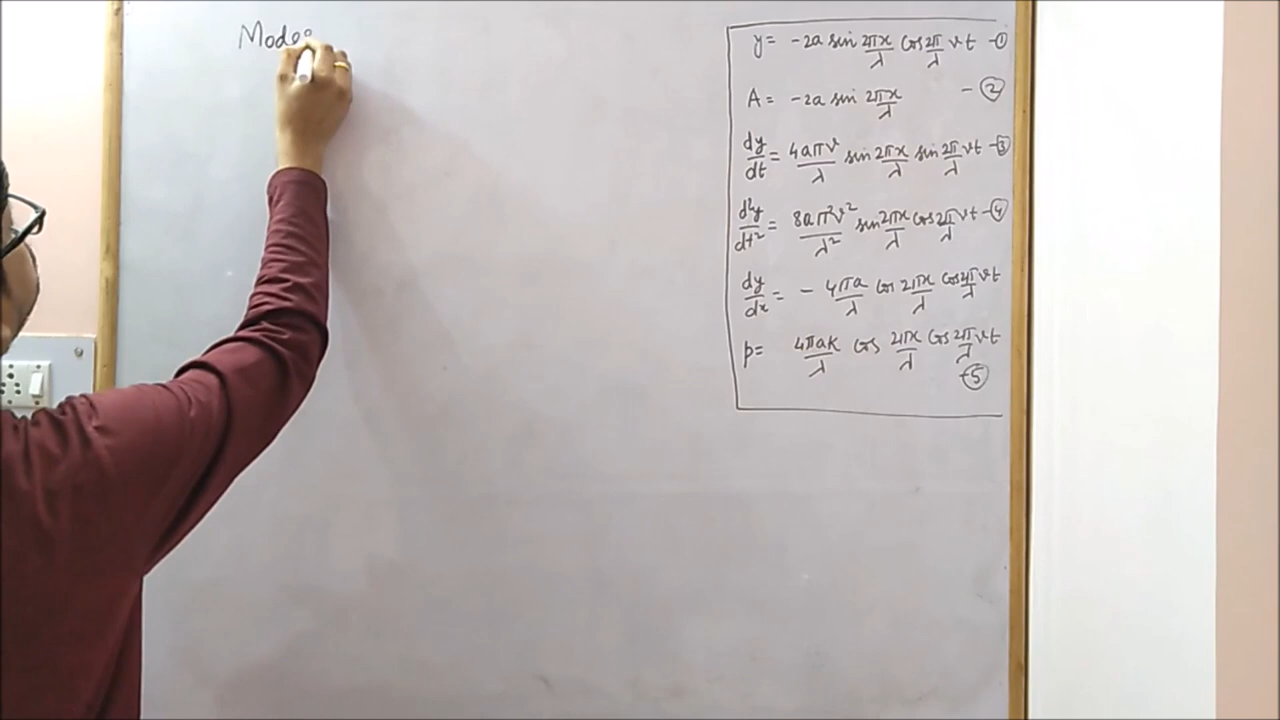 Modes
y = -2a sin 2πx/λ cos 2π/λ vt -①
A = -2a sin 2πx/λ - ②
dy/dt = 4aπv/λ sin 2πx/λ sin 2π/λ vt -③
d²y/dt² = 8aπ²v²/λ² sin 2πx/λ cos 2π/λ vt -④
dy/dx = - 4πa/λ cos 2πx/λ cos 2π/λ vt
p = 4πaK/λ cos 2πx/λ cos 2π/λ vt
-⑤